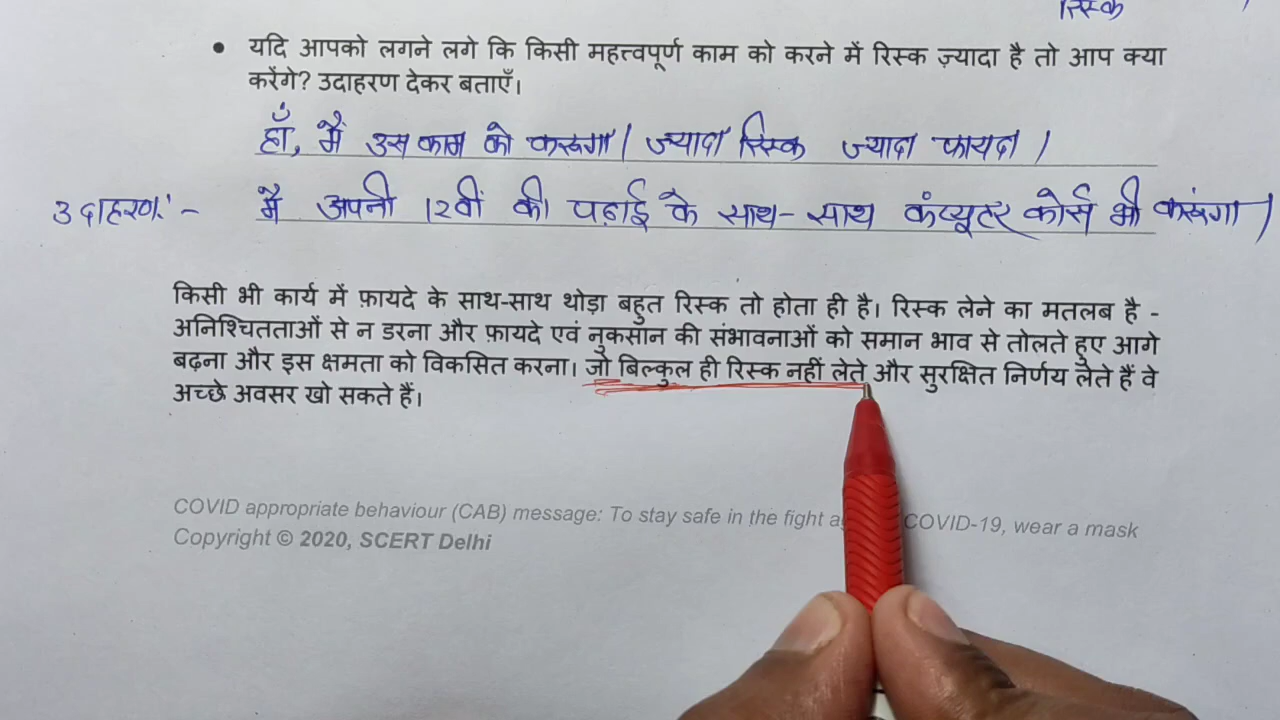 रिस्क
• यदि आपको लगने लगे कि किसी महत्त्वपूर्ण काम को करने में रिस्क ज़्यादा है तो आप क्या
करेंगे? उदाहरण देकर बताएँ।
हाँ, मैं उस काम को करूंगा। ज्यादा रिस्क ज्यादा फायदा।
उदाहरण:- मै अपनी 12वीं की पढ़ाई के साथ-साथ कंप्यूटर कोर्स भी करूंगा।
किसी भी कार्य में फ़ायदे के साथ-साथ थोड़ा बहुत रिस्क तो होता ही है। रिस्क लेने का मतलब है -
अनिश्चितताओं से न डरना और फ़ायदे एवं नुकसान की संभावनाओं को समान भाव से तोलते हुए आगे
बढ़ना और इस क्षमता को विकसित करना। जो बिल्कुल ही रिस्क नहीं लेते और सुरक्षित निर्णय लेते हैं वे
अच्छे अवसर खो सकते हैं।
COVID appropriate behaviour (CAB) message: To stay safe in the fight a COVID-19, wear a mask
Copyright © 2020, SCERT Delhi